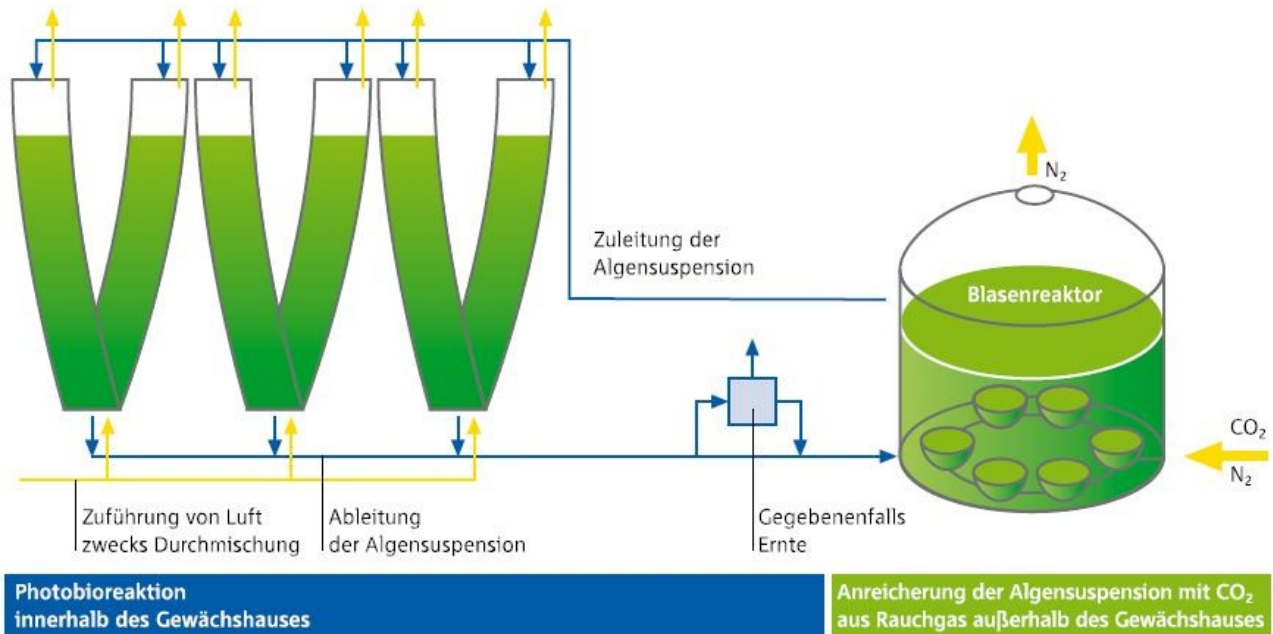 N₂
Zuleitung der
Algensuspension
Blasenreaktor
CO₂
N₂
Zuführung von Luft
zwecks Durchmischung
Ableitung
der Algensuspension
Gegebenenfalls
Ernte
Photobioreaktion
innerhalb des Gewächshauses
Anreicherung der Algensuspension mit CO₂
aus Rauchgas außerhalb des Gewächshauses